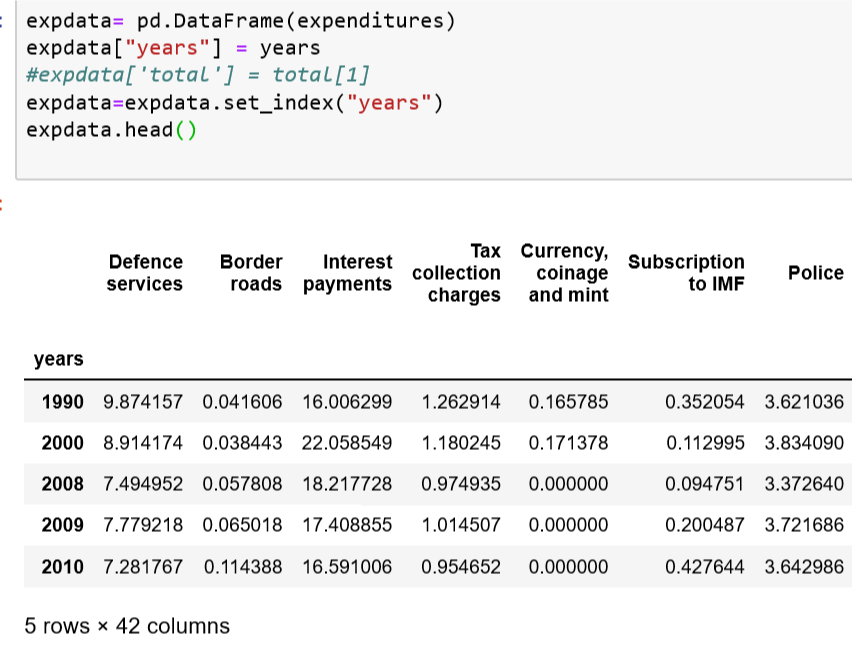 expdata= pd.DataFrame(expenditures)
expdata["years"] = years
#expdata['total'] = total[1]
expdata=expdata.set_index("years")
expdata.head()
Defence services Border roads Interest payments Tax collection charges Currency, coinage and mint Subscription to IMF Police
years
1990 9.874157 0.041606 16.006299 1.262914 0.165785 0.352054 3.621036
2000 8.914174 0.038443 22.058549 1.180245 0.171378 0.112995 3.834090
2008 7.494952 0.057808 18.217728 0.974935 0.000000 0.094751 3.372640
2009 7.779218 0.065018 17.408855 1.014507 0.000000 0.200487 3.721686
2010 7.281767 0.114388 16.591006 0.954652 0.000000 0.427644 3.642986
5 rows × 42 columns